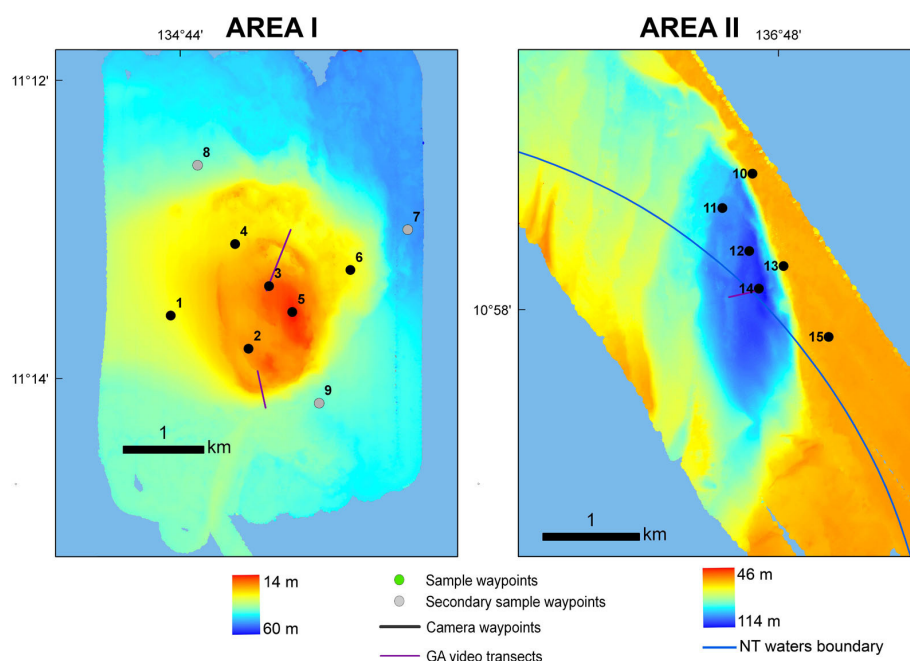 AREA I
AREA II
134°44'
136°48'
11°12'
11°14'
10°58'
8
7
4
6
3
1
5
2
9
1
km
10
11
12
13
14
15
1
km
14 m
60 m
Sample waypoints
Secondary sample waypoints
Camera waypoints
GA video transects
46 m
114 m
NT waters boundary